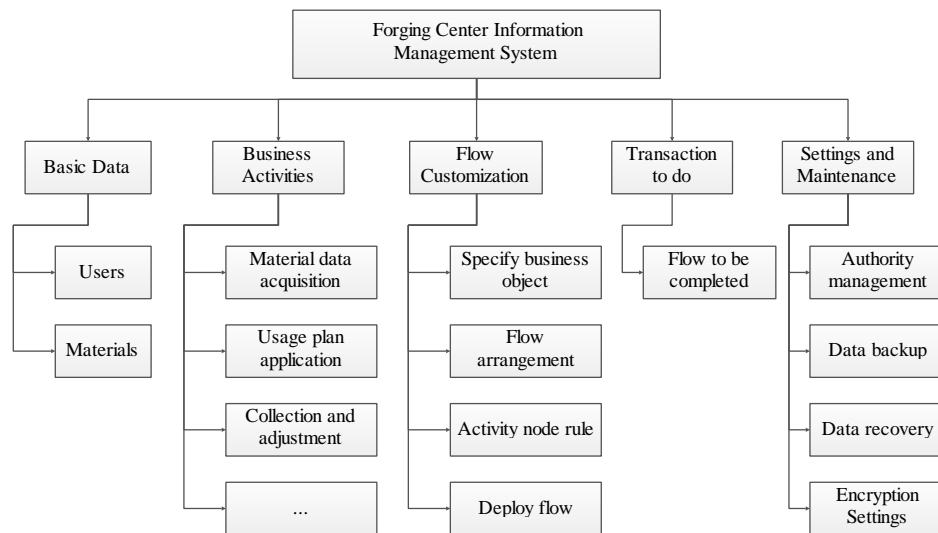 Forging Center Information
Management System
Basic Data
Business
Activities
Flow
Customization
Transaction
to do
Settings and
Maintenance
Users
Material data
acquisition
Specify business
object
Flow to be
completed
Authority
management
Materials
Usage plan
application
Flow
arrangement
Data backup
Collection and
adjustment
Activity node rule
Data recovery
...
Deploy flow
Encryption
Settings